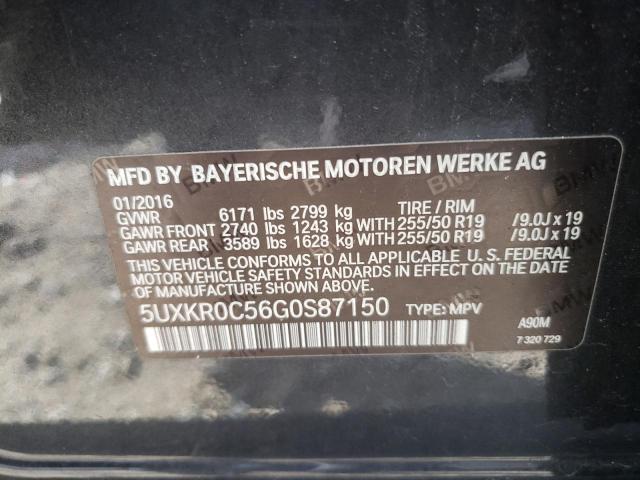 MFD BY BAYERISCHE MOTOREN WERKE AG
01/2016 TIRE / RIM
GVWR 6171 lbs 2799 kg
GAWR FRONT 2740 lbs 1243 kg WITH 255/50 R19 /9.0J x 19
GAWR REAR 3589 lbs 1628 kg WITH 255/50 R19 /9.0J x 19
THIS VEHICLE CONFORMS TO ALL APPLICABLE U. S. FEDERAL
MOTOR VEHICLE SAFETY STANDARDS IN EFFECT ON THE DATE
OF MANUFACTURE SHOWN ABOVE.
5UXKR0C56G0S87150 TYPE: MPV
A90M
7 320 729